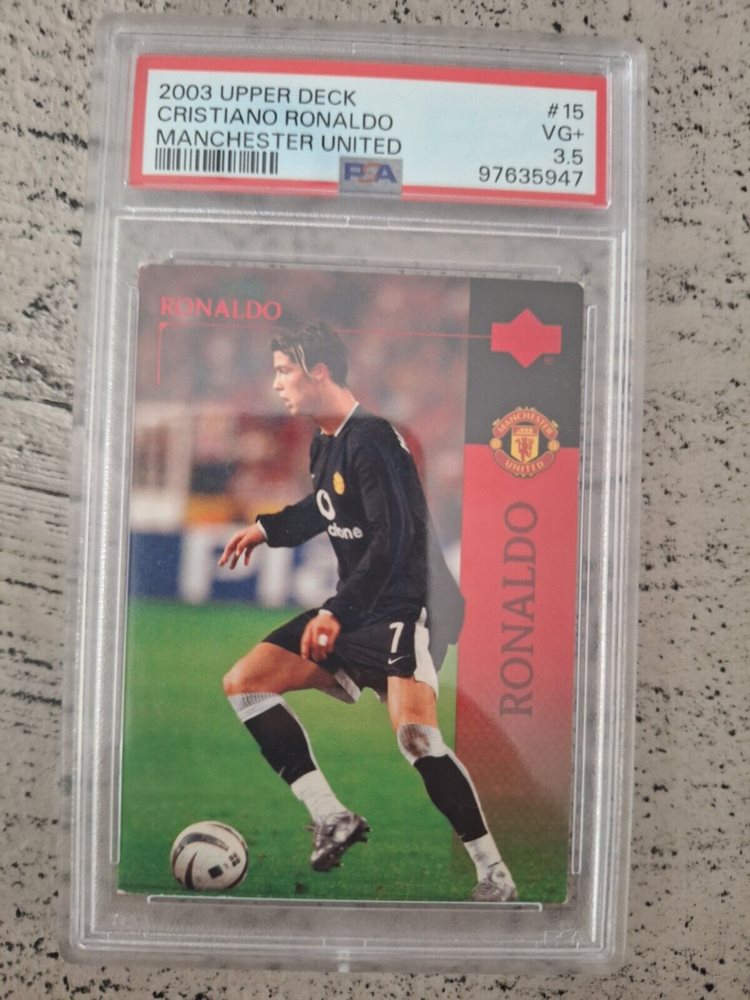 2003 UPPER DECK #15
CRISTIANO RONALDO VG+
MANCHESTER UNITED 3.5
PSA 97635947
RONALDO
MANCHESTER
UNITED
RONALDO
7